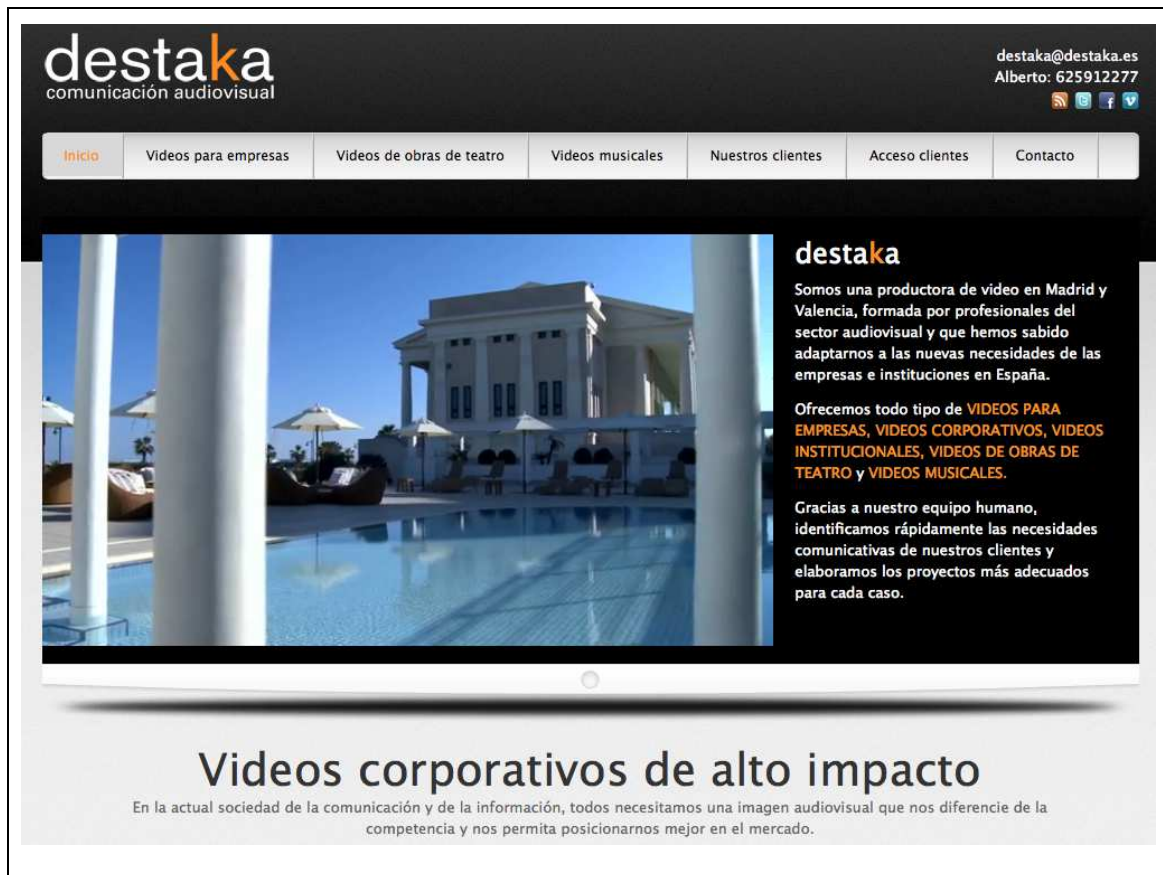 destaka
comunicación audiovisual
destaka@destaka.es
Alberto: 625912277
Inicio
Videos para empresas
Videos de obras de teatro
Videos musicales
Nuestros clientes
Acceso clientes
Contacto
destaka
Somos una productora de video en Madrid y
Valencia, formada por profesionales del
sector audiovisual y que hemos sabido
adaptarnos a las nuevas necesidades de las
empresas e instituciones en España.
Ofrecemos todo tipo de VIDEOS PARA
EMPRESAS, VIDEOS CORPORATIVOS, VIDEOS
INSTITUCIONALES, VIDEOS DE OBRAS DE
TEATRO y VIDEOS MUSICALES.
Gracias a nuestro equipo humano,
identificamos rápidamente las necesidades
comunicativas de nuestros clientes y
elaboramos los proyectos más adecuados
para cada caso.
Videos corporativos de alto impacto
En la actual sociedad de la comunicación y de la información, todos necesitamos una imagen audiovisual que nos diferencie de la
competencia y nos permita posicionarnos mejor en el mercado.